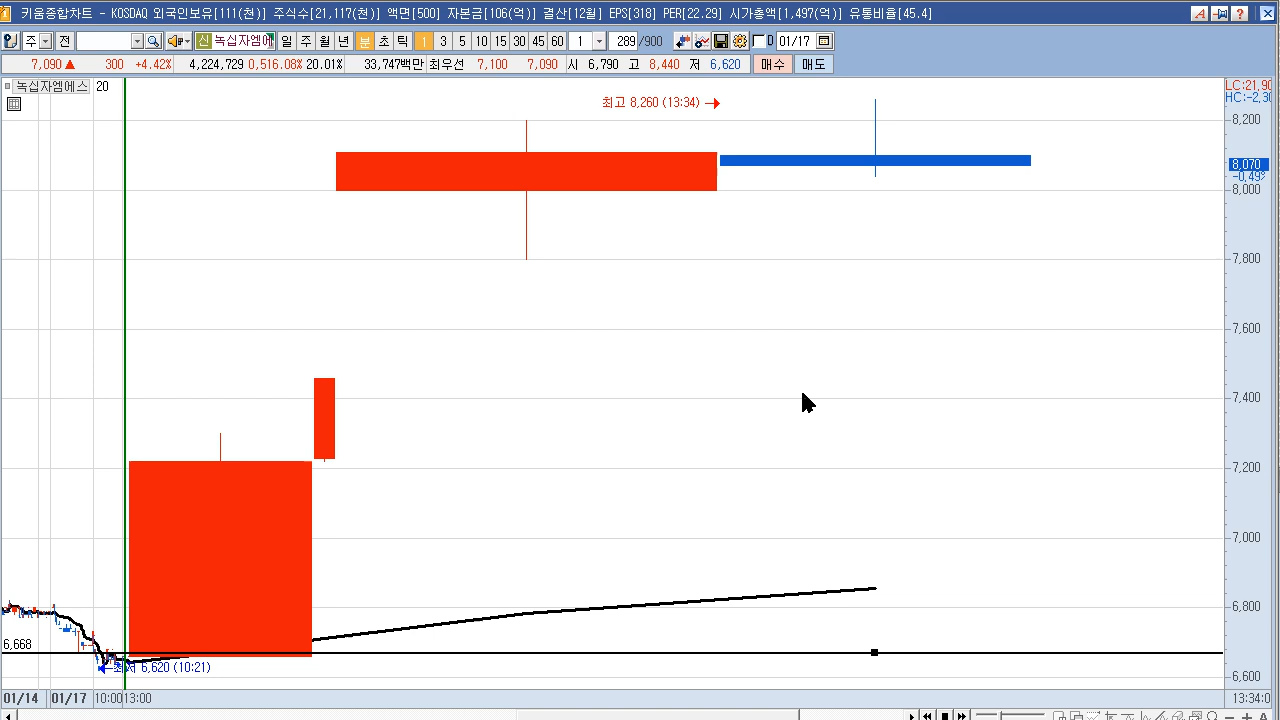 키움종합차트 - KOSDAQ 외국인보유[111(천)] 주식수[21,117(천)] 액면[500] 자본금[106(억)] 결산[12월] EPS[318] PER[22.29] 시가총액[1,497(억)] 유통비율[45.4]
주 전 신 녹십자엠에 일 주 월 년 분 초 틱 1 3 5 10 15 30 45 60 1 289 /900 D 01/17
7,090 ▲ 300 +4.42% 4,224,729 0,516.08% 20.01% 33,747백만 최우선 7,100 7,090 시 6,790 고 8,440 저 6,620 매수 매도
녹십자엠에스 20
LC:21,90
HC:-2,30
최고 8,260 (13:34) →
8,200
8,070
-0,49%
8,000
7,800
7,600
7,400
7,200
7,000
6,800
6,668
←최저 6,620 (10:21)
6,600
01/14 01/17 10:00 13:00 13:34:0